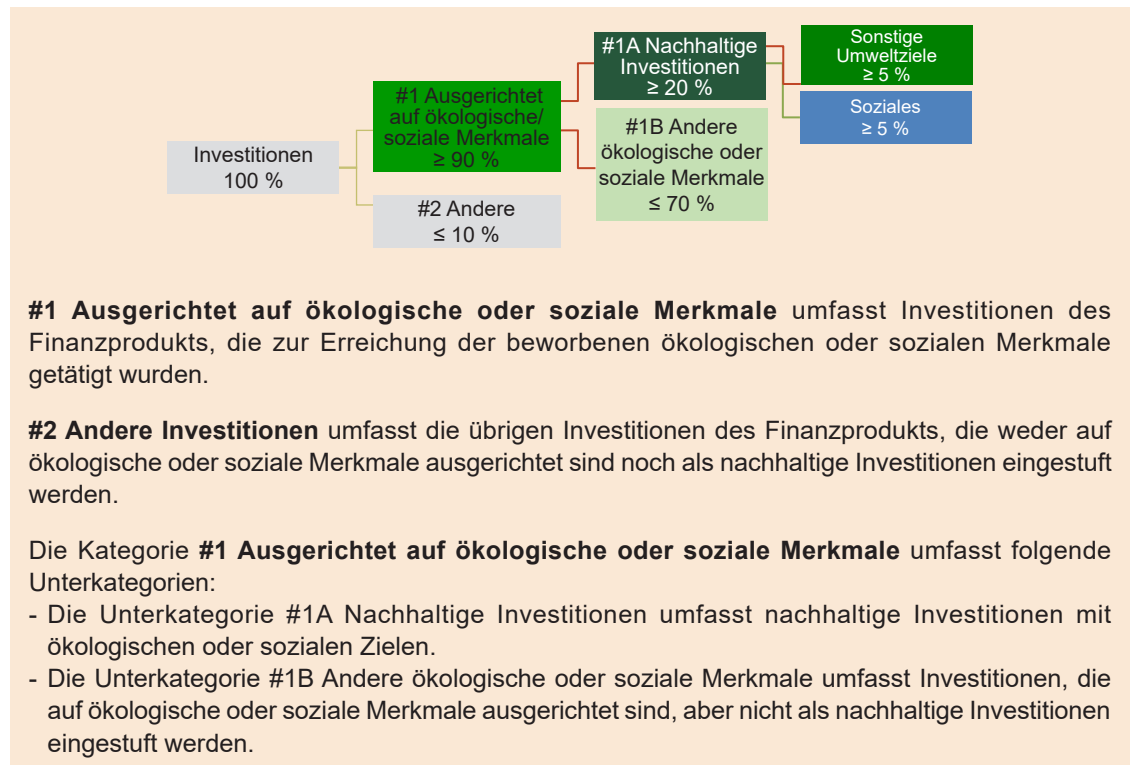 Investitionen
100 %
#1 Ausgerichtet
auf ökologische/
soziale Merkmale
≥ 90 %
#2 Andere
≤ 10 %
#1A Nachhaltige
Investitionen
≥ 20 %
#1B Andere
ökologische oder
soziale Merkmale
≤ 70 %
Sonstige
Umweltziele
≥ 5 %
Soziales
≥ 5 %
#1 Ausgerichtet auf ökologische oder soziale Merkmale umfasst Investitionen des
Finanzprodukts, die zur Erreichung der beworbenen ökologischen oder sozialen Merkmale
getätigt wurden.
#2 Andere Investitionen umfasst die übrigen Investitionen des Finanzprodukts, die weder auf
ökologische oder soziale Merkmale ausgerichtet sind noch als nachhaltige Investitionen eingestuft
werden.
Die Kategorie #1 Ausgerichtet auf ökologische oder soziale Merkmale umfasst folgende
Unterkategorien:
- Die Unterkategorie #1A Nachhaltige Investitionen umfasst nachhaltige Investitionen mit
ökologischen oder sozialen Zielen.
- Die Unterkategorie #1B Andere ökologische oder soziale Merkmale umfasst Investitionen, die
auf ökologische oder soziale Merkmale ausgerichtet sind, aber nicht als nachhaltige Investitionen
eingestuft werden.